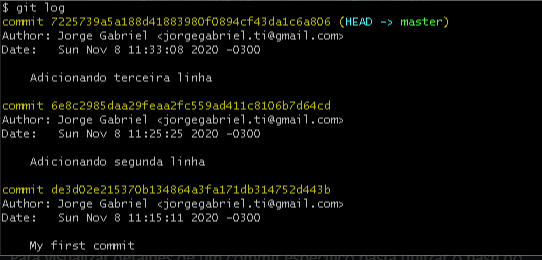 $ git log
commit 7225739a5a188d41883980f0894cf43da1c6a806 (HEAD -> master)
Author: Jorge Gabriel <jorgegabriel.ti@gmail.com>
Date:   Sun Nov 8 11:33:08 2020 -0300
Adicionando terceira linha
commit 6e8c2985daa29feaa2fc559ad411c8106b7d64cd
Author: Jorge Gabriel <jorgegabriel.ti@gmail.com>
Date:   Sun Nov 8 11:25:25 2020 -0300
Adicionando segunda linha
commit de3d02e215370b134864a3fa171db314752d443b
Author: Jorge Gabriel <jorgegabriel.ti@gmail.com>
Date:   Sun Nov 8 11:15:11 2020 -0300
My first commit